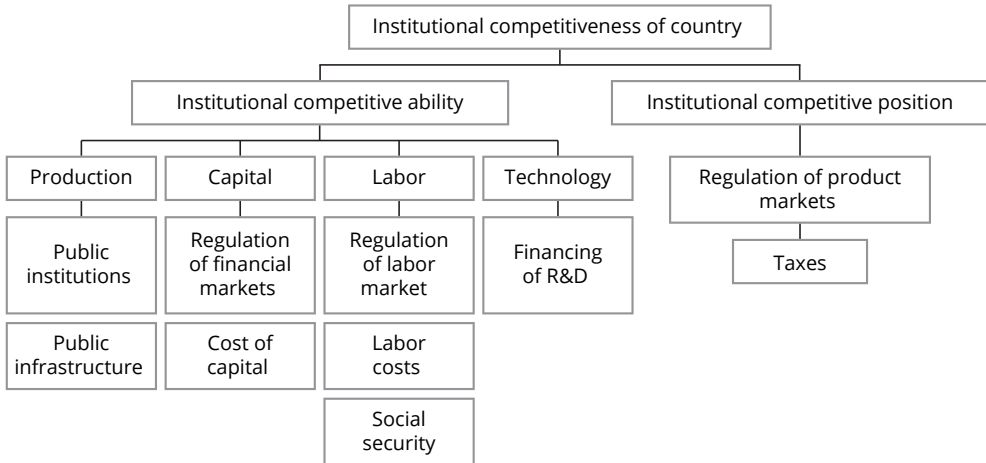 Institutional competitiveness of country
Institutional competitive ability
Institutional competitive position
Production
Capital
Labor
Technology
Regulation of product
markets
Public
institutions
Regulation
of financial
markets
Regulation
of labor
market
Financing
of R&D
Taxes
Public
infrastructure
Cost of
capital
Labor
costs
Social
security